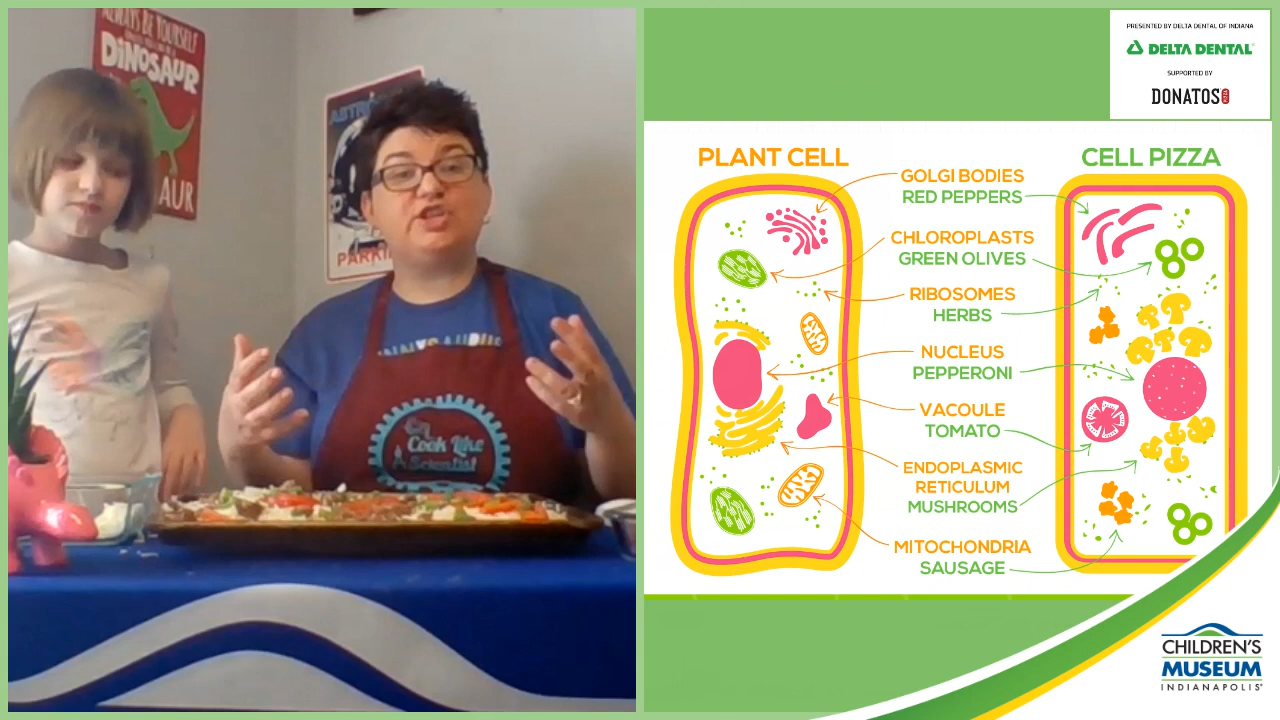 ALWAYS BE YOURSELF
DINOSAUR
AUR
PARKI
Cook Like
A Scientist!
PRESENTED BY DELTA DENTAL OF INDIANA
DELTA DENTAL
SUPPORTED BY
DONATOS
PIZZA
PLANT CELL
CELL PIZZA
GOLGI BODIES
RED PEPPERS
CHLOROPLASTS
GREEN OLIVES
RIBOSOMES
HERBS
NUCLEUS
PEPPERONI
VACOULE
TOMATO
ENDOPLASMIC
RETICULUM
MUSHROOMS
MITOCHONDRIA
SAUSAGE
CHILDREN'S
MUSEUM
INDIANAPOLIS